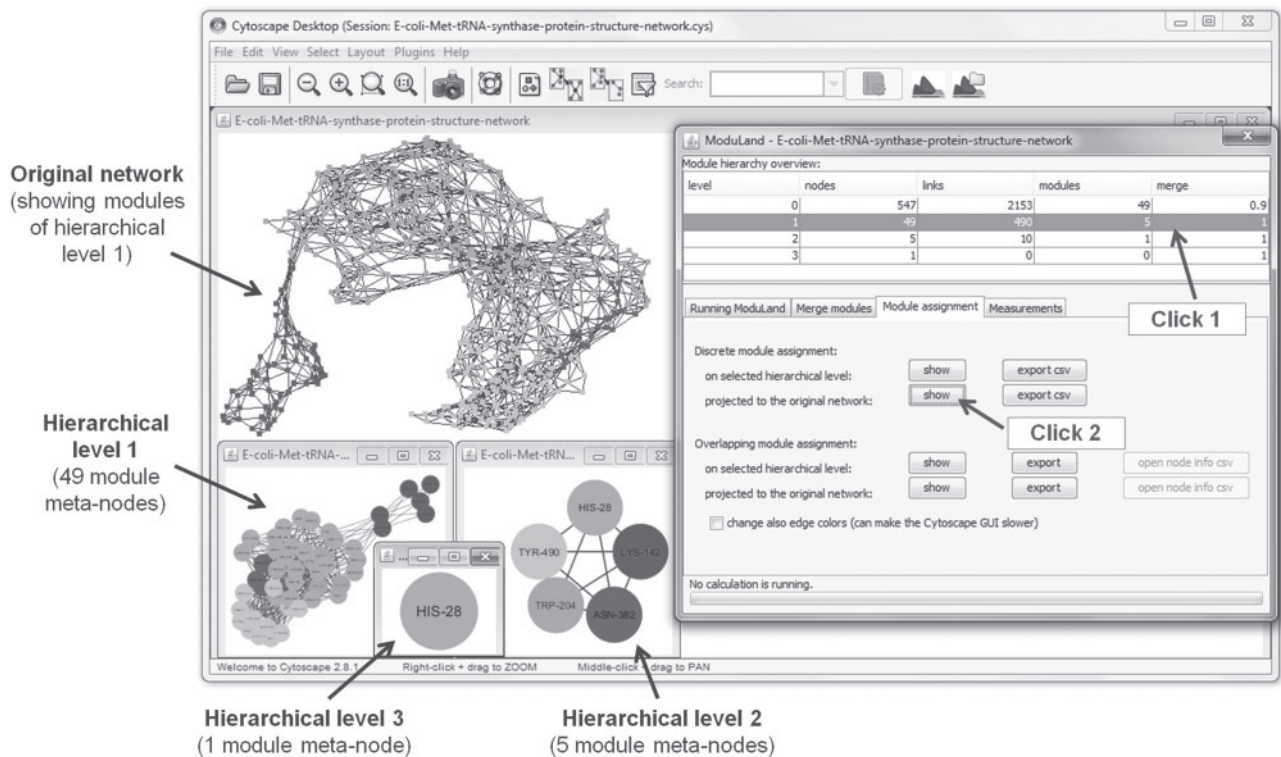 Cytoscape Desktop (Session: E-coli-Met-tRNA-synthase-protein-structure-network.cys)
File Edit View Select Layout Plugins Help
Search:
E-coli-Met-tRNA-synthase-protein-structure-network
ModuLand - E-coli-Met-tRNA-synthase-protein-structure-network
Module hierarchy overview:
level nodes links modules merge
0 547 2153 49 0.9
1 49 490 5 1
2 5 10 1 1
3 1 0 0 1
Running ModuLand Merge modules Module assignment Measurements
Click 1
Discrete module assignment:
on selected hierarchical level: show export csv
projected to the original network: show export csv
Click 2
Overlapping module assignment:
on selected hierarchical level: show export open node info csv
projected to the original network: show export open node info csv
change also edge colors (can make the Cytoscape GUI slower)
No calculation is running.
Original network
(showing modules
of hierarchical
level 1)
Hierarchical
level 1
(49 module
meta-nodes)
E-coli-Met-tRNA-...
E-coli-Met-tRN...
HIS-28
TYR-490
LYS-142
TRP-204
ASN-382
...
HIS-28
Welcome to Cytoscape 2.8.1 Right-click + drag to ZOOM Middle-click + drag to PAN
Hierarchical level 3
(1 module meta-node)
Hierarchical level 2
(5 module meta-nodes)